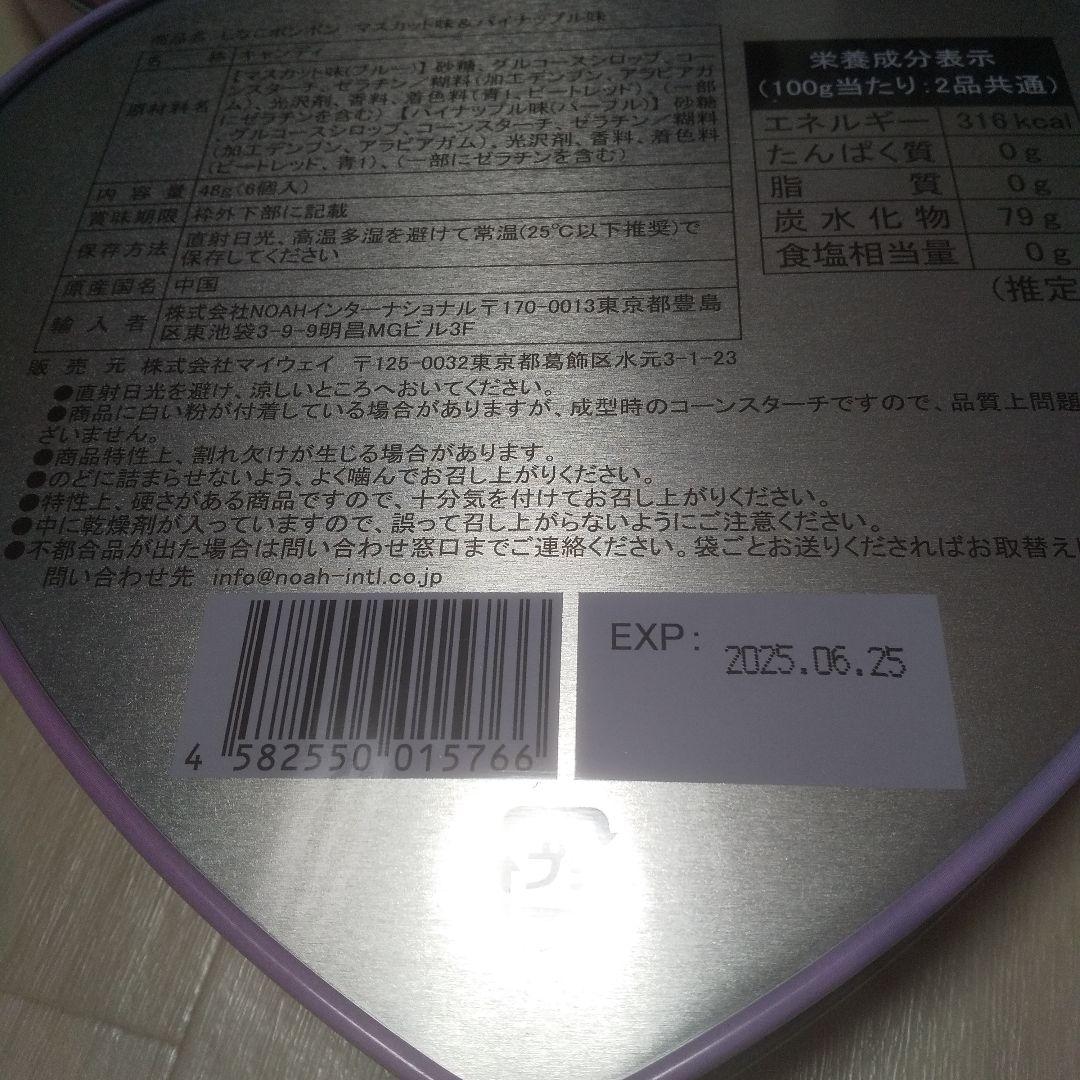 商品名 しなこボンボン マスカット味&パイナップル味
名 称 キャンディ
原材料名
【マスカット味(ブルー)】砂糖、グルコースシロップ、コー
ンスターチ、ゼラチン/糊料(加工デンプン、アラビアガ
ム)、光沢剤、香料、着色料(青1、ビートレッド)、(一部
にゼラチンを含む)【パイナップル味(パープル)】砂糖
、グルコースシロップ、コーンスターチ、ゼラチン/糊料
(加工デンプン、アラビアガム)、光沢剤、香料、着色料
(ビートレッド、青1)、(一部にゼラチンを含む)
内容量 48g(6個入)
賞味期限 枠外下部に記載
保存方法 直射日光、高温多湿を避けて常温(25℃以下推奨)で
保存してください
原産国名 中国
輸入者 株式会社NOAHインターナショナル〒170-0013東京都豊島
区東池袋3-9-9明昌MGビル3F
販売元 株式会社マイウェイ 〒125-0032東京都葛飾区水元3-1-23
栄養成分表示
(100g当たり:2品共通)
エネルギー 316kcal
たんぱく質 0g
脂質 0g
炭水化物 79g
食塩相当量 0g
(推定
●直射日光を避け、涼しいところへおいてください。
●商品に白い粉が付着している場合がありますが、成型時のコーンスターチですので、品質上問題
ざいません。
●商品特性上、割れ欠けが生じる場合があります。
●のどに詰まらせないよう、よく噛んでお召し上がりください。
●特性上、硬さがある商品ですので、十分気を付けてお召し上がりください。
●中に乾燥剤が入っていますので、誤って召し上がらないようにご注意ください。
●不都合品が出た場合は問い合わせ窓口までご連絡ください。袋ごとお送りくださればお取替え
問い合わせ先 info@noah-intl.co.jp
EXP: 2025.06.25
4 582550 015766